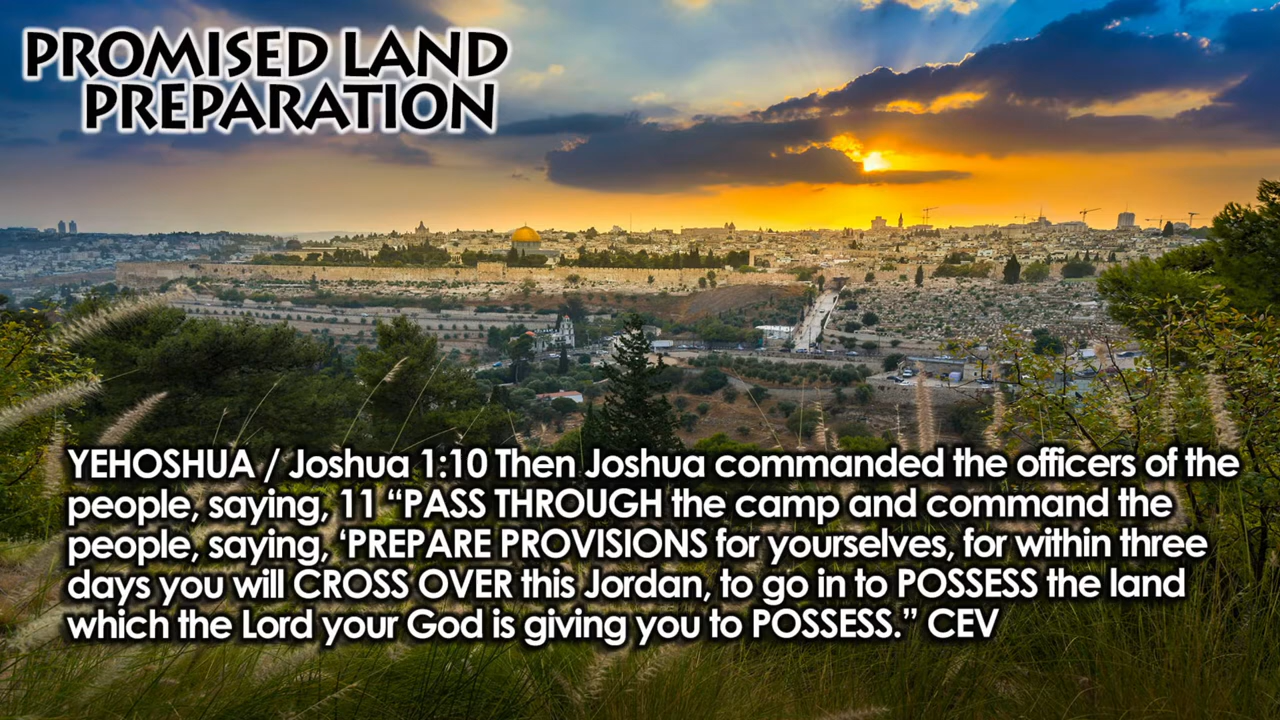 PROMISED LAND
PREPARATION
YEHOSHUA / Joshua 1:10 Then Joshua commanded the officers of the
people, saying, 11 “PASS THROUGH the camp and command the
people, saying, ‘PREPARE PROVISIONS for yourselves, for within three
days you will CROSS OVER this Jordan, to go in to POSSESS the land
which the Lord your God is giving you to POSSESS.” CEV